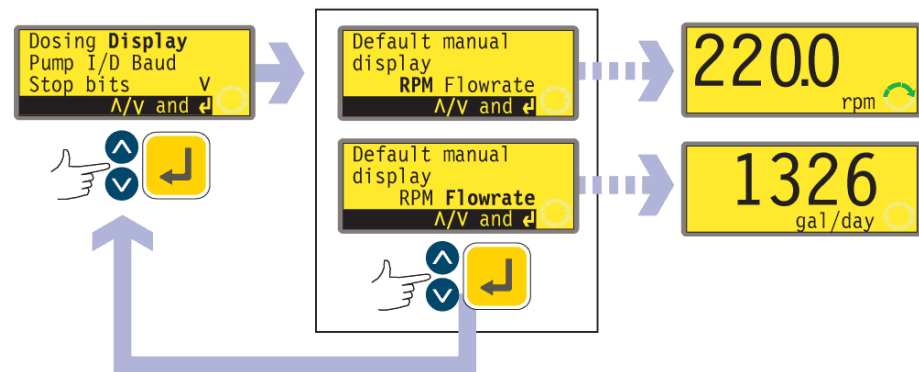 Dosing Display
Pump I/D Baud
Stop bits V
Λ/V and ↲
Default manual
display
RPM Flowrate
Λ/V and ↲
Default manual
display
RPM Flowrate
Λ/V and ↲
220.0
rpm
1326
gal/day